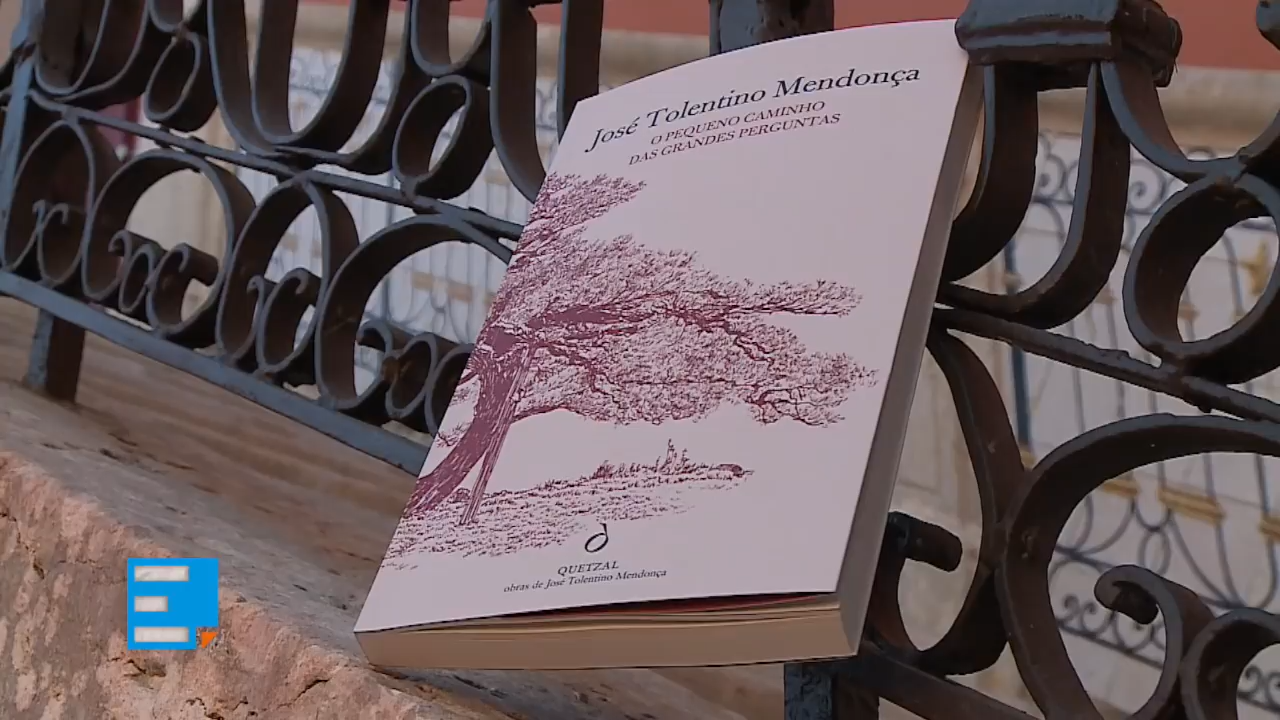 José Tolentino Mendonça
O PEQUENO CAMINHO
DAS GRANDES PERGUNTAS
QUETZAL
obras de José Tolentino Mendonça
E